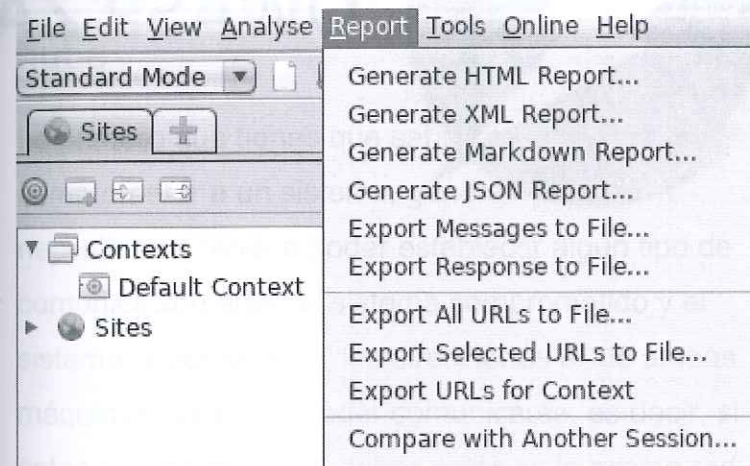 File Edit View Analyse Report Tools Online Help
Standard Mode
Sites
Contexts
Default Context
Sites
Generate HTML Report...
Generate XML Report...
Generate Markdown Report...
Generate JSON Report...
Export Messages to File...
Export Response to File...
Export All URLs to File...
Export Selected URLs to File...
Export URLs for Context
Compare with Another Session...